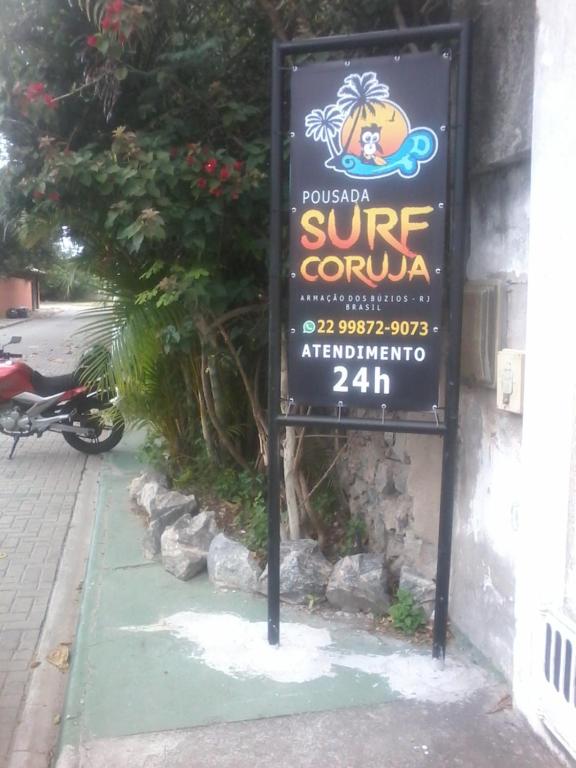 POUSADA
SURF
CORUJA
ARMAÇÃO DOS BÚZIOS - RJ
BRASIL
22 99872-9073
ATENDIMENTO
24h